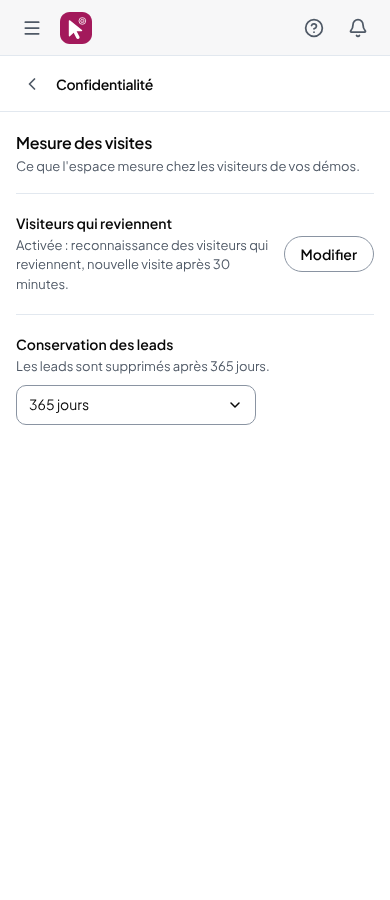 Confidentialité
Mesure des visites
Ce que l'espace mesure chez les visiteurs de vos démos.
Visiteurs qui reviennent
Activée : reconnaissance des visiteurs qui
reviennent, nouvelle visite après 30
minutes.
Modifier
Conservation des leads
Les leads sont supprimés après 365 jours.
365 jours